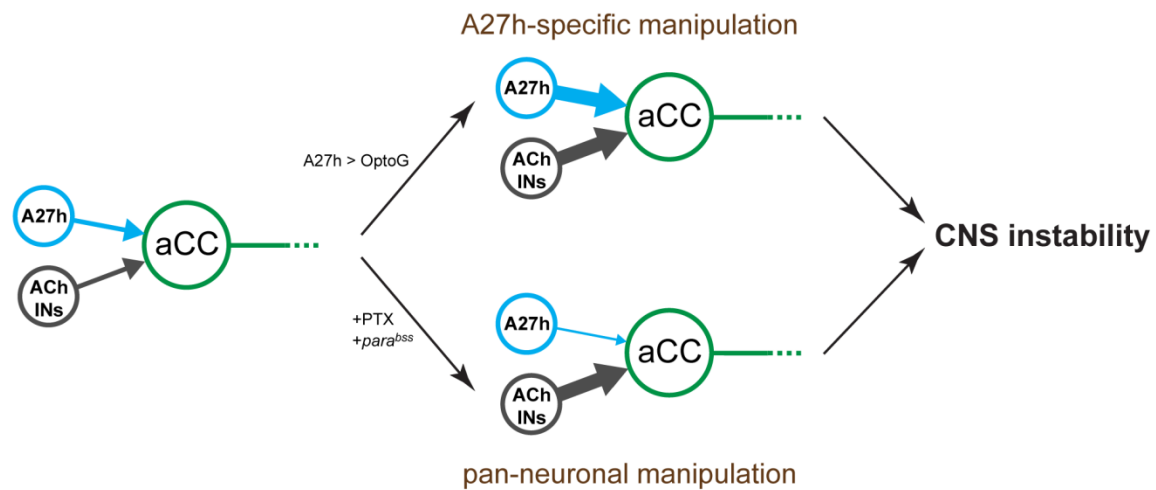 A27h-specific manipulation
A27h
aCC
ACh
INs
A27h > OptoG
A27h
aCC
ACh
INs
CNS instability
+PTX
+para^bss
A27h
aCC
ACh
INs
pan-neuronal manipulation